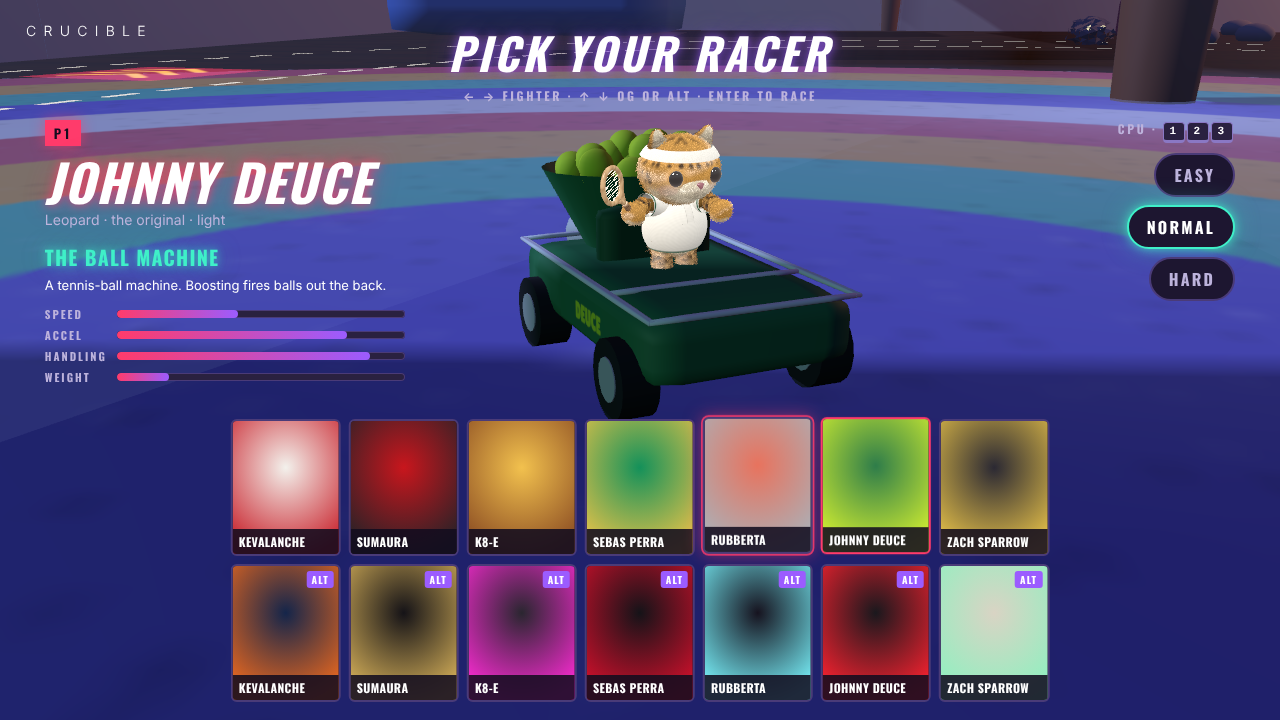 CRUCIBLE
PICK YOUR RACER
← → FIGHTER · ↑ ↓ OG OR ALT · ENTER TO RACE
P1
JOHNNY DEUCE
Leopard · the original · light
THE BALL MACHINE
A tennis-ball machine. Boosting fires balls out the back.
SPEED
ACCEL
HANDLING
WEIGHT
CPU · 1 2 3
EASY
NORMAL
HARD
DEUCE
KEVALANCHE
SUMAURA
K8-E
SEBAS PERRA
RUBBERTA
JOHNNY DEUCE
ZACH SPARROW
ALT
ALT
ALT
ALT
ALT
ALT
ALT
KEVALANCHE
SUMAURA
K8-E
SEBAS PERRA
RUBBERTA
JOHNNY DEUCE
ZACH SPARROW